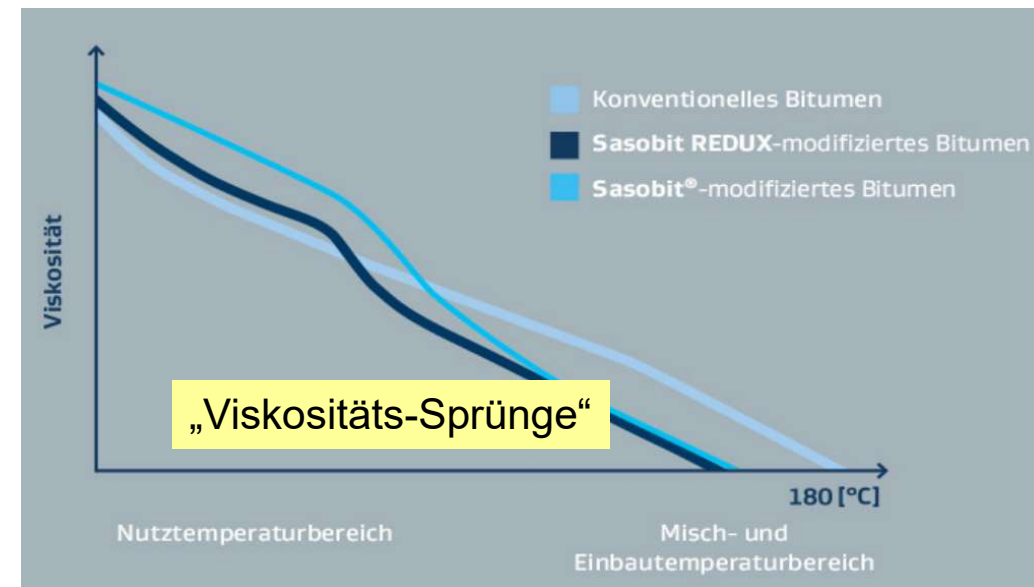 Konventionelles Bitumen
Sasobit REDUX-modifiziertes Bitumen
Sasobit®-modifiziertes Bitumen
Viskosität
„Viskositäts-Sprünge“
180 [°C]
Nutztemperaturbereich
Misch- und
Einbautemperaturbereich